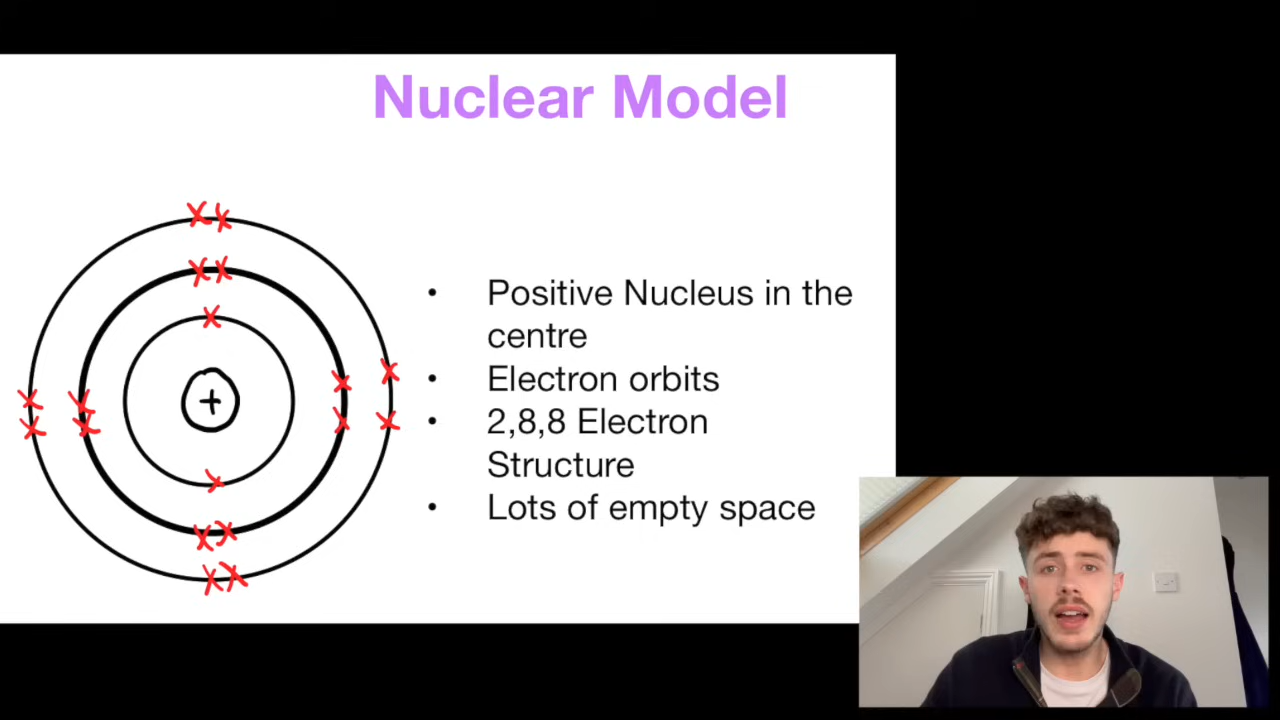 Nuclear Model
+
• Positive Nucleus in the
centre
• Electron orbits
• 2,8,8 Electron
Structure
• Lots of empty space